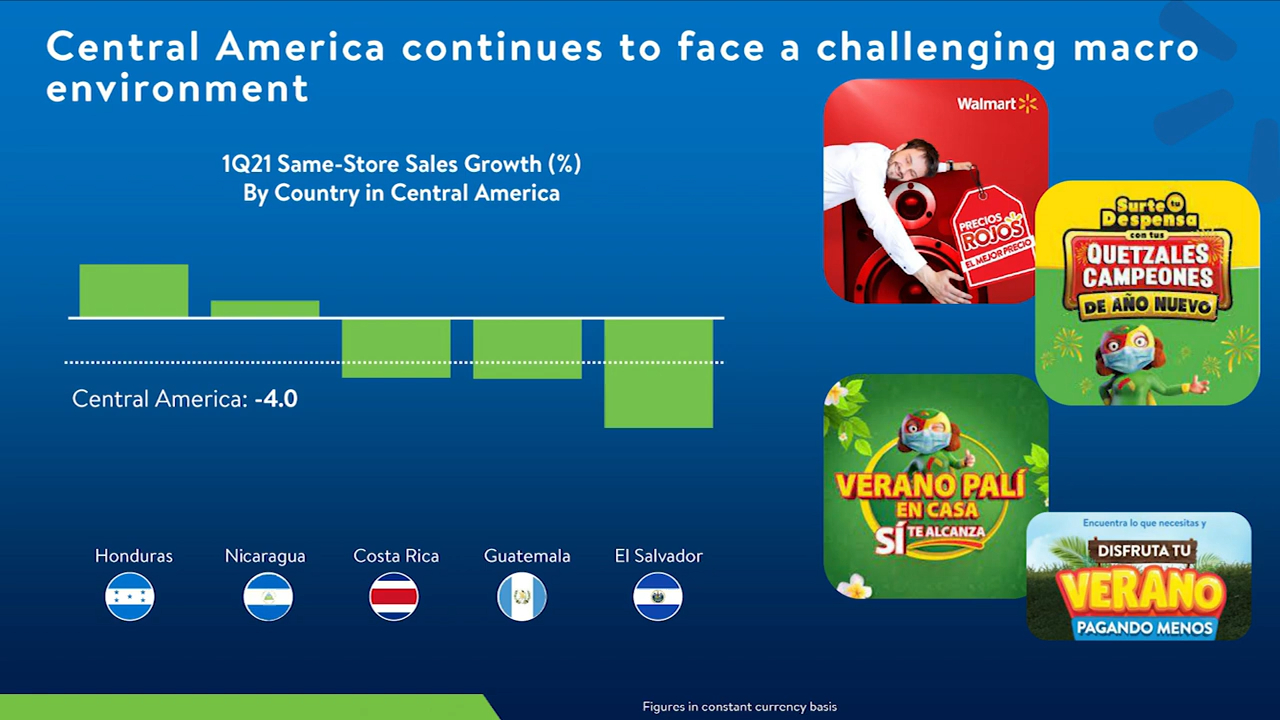 Central America continues to face a challenging macro
environment
1Q21 Same-Store Sales Growth (%)
By Country in Central America
Central America: -4.0
Honduras
Nicaragua
Costa Rica
Guatemala
El Salvador
Walmart
PRECIOS
ROJOS
EL MEJOR PRECIO
Surte tu
Despensa
con tus
QUETZALES
CAMPEONES
DE AÑO NUEVO
VERANO PALÍ
EN CASA
SÍ TE ALCANZA
Encuentra lo que necesitas y
DISFRUTA TU
VERANO
PAGANDO MENOS
Figures in constant currency basis